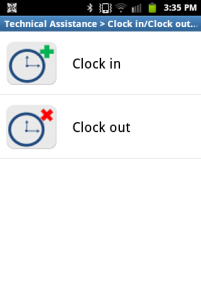 3:35 PM
Technical Assistance > Clock in/Clock out...
Clock in
Clock out